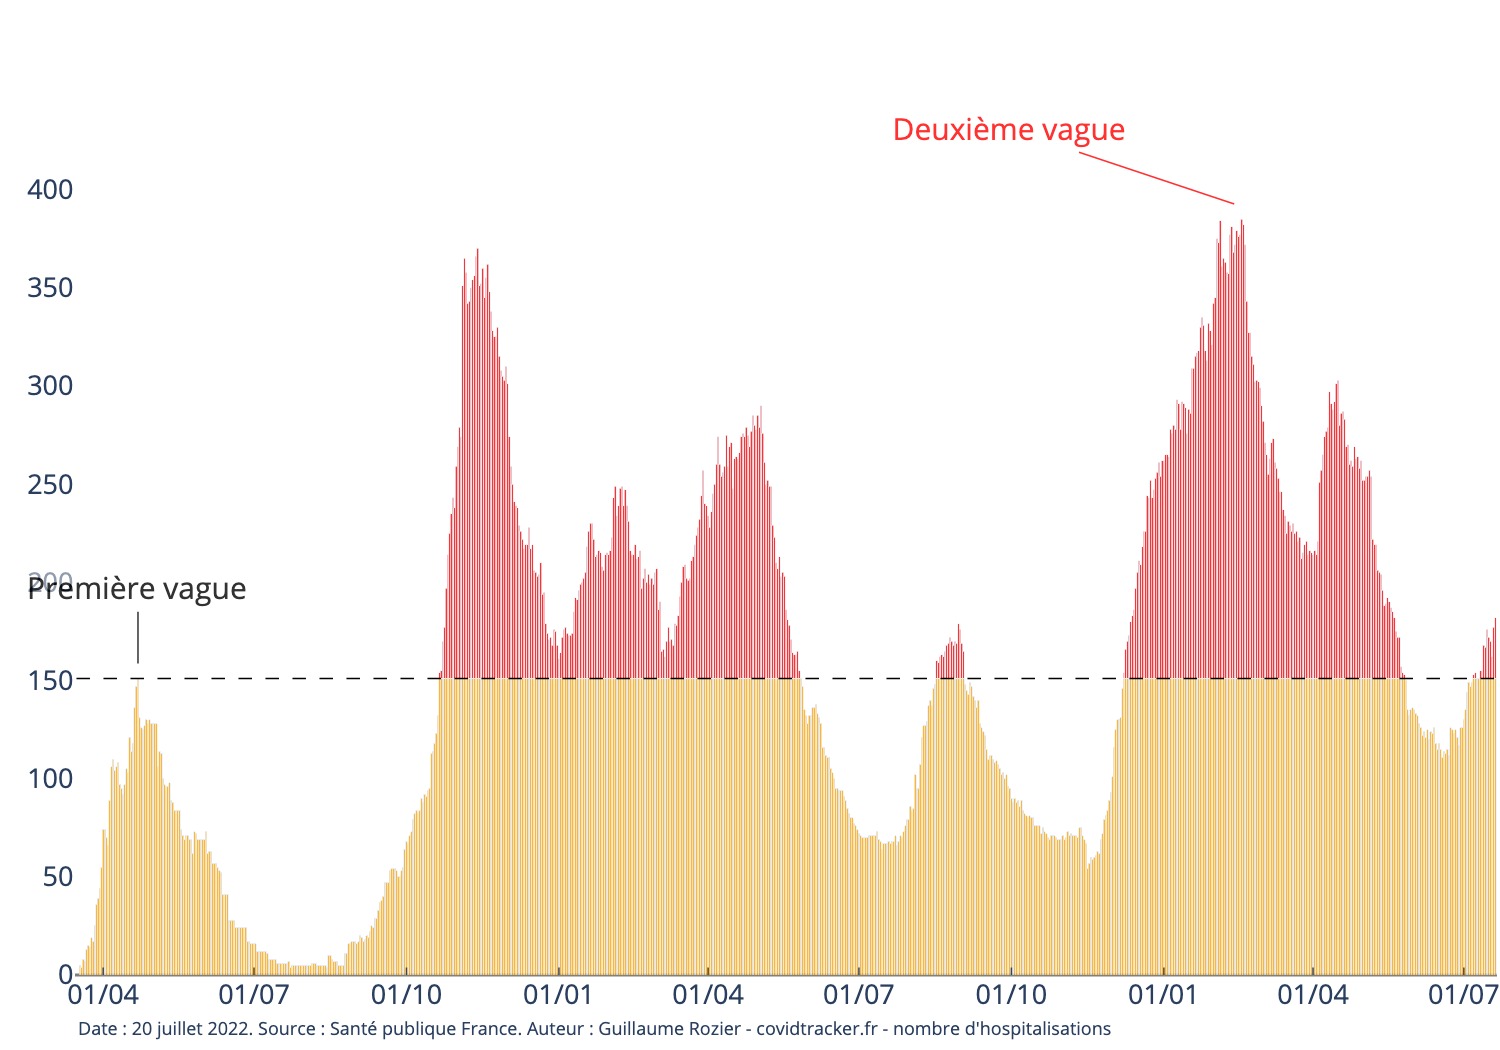 Deuxième vague
400
350
300
250
200
Première vague
150
100
50
0
01/04 01/07 01/10 01/01 01/04 01/07 01/10 01/01 01/04 01/07
Date : 20 juillet 2022. Source : Santé publique France. Auteur : Guillaume Rozier - covidtracker.fr - nombre d'hospitalisations